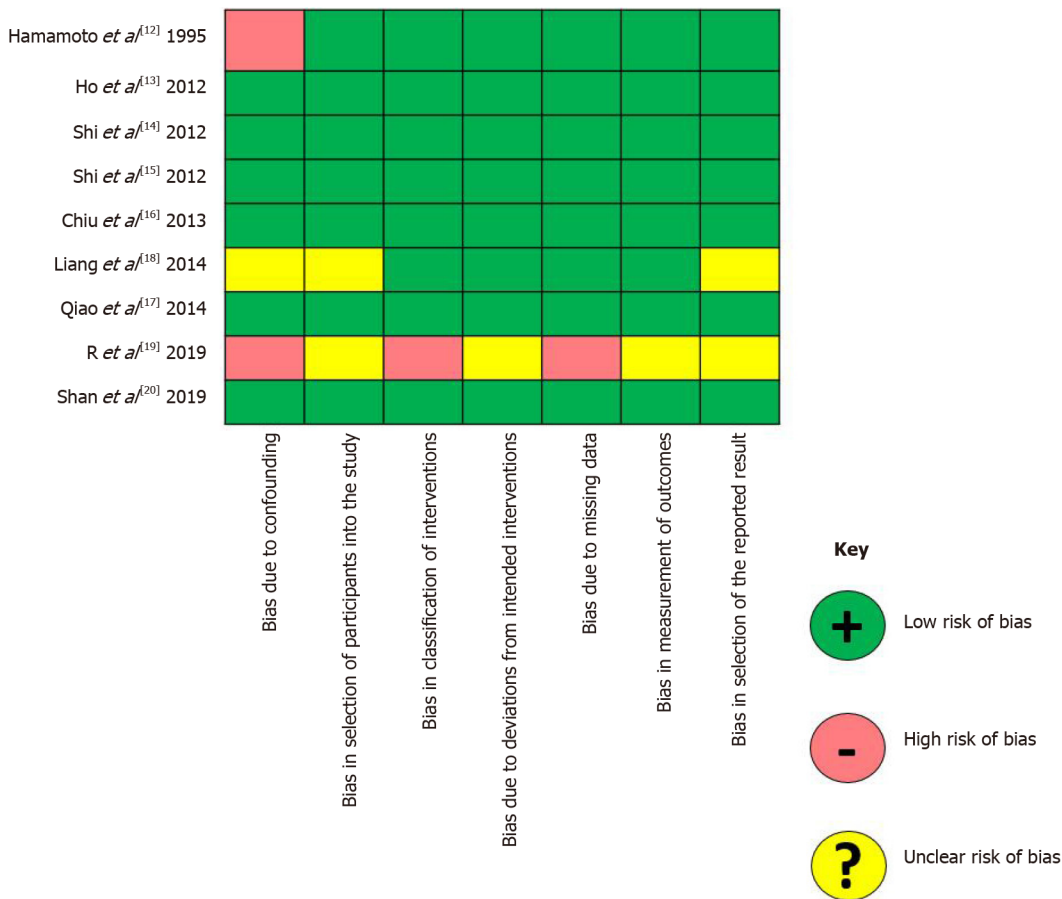 Hamamoto et al[12] 1995
Ho et al[13] 2012
Shi et al[14] 2012
Shi et al[15] 2012
Chiu et al[16] 2013
Liang et al[18] 2014
Qiao et al[17] 2014
R et al[19] 2019
Shan et al[20] 2019
Bias due to confounding
Bias in selection of participants into the study
Bias in classification of interventions
Bias due to deviations from intended interventions
Bias due to missing data
Bias in measurement of outcomes
Bias in selection of the reported result
Key
+ Low risk of bias
- High risk of bias
? Unclear risk of bias